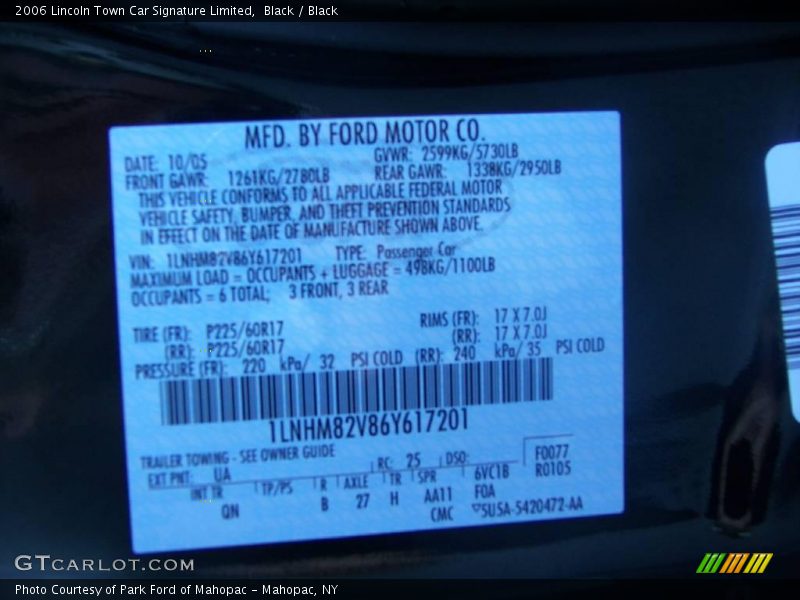 2006 Lincoln Town Car Signature Limited,  Black / Black
MFD. BY FORD MOTOR CO.
DATE: 10/05 GVWR: 2599KG/5730LB
FRONT GAWR: 1261KG/2780LB REAR GAWR: 1338KG/2950LB
THIS VEHICLE CONFORMS TO ALL APPLICABLE FEDERAL MOTOR
VEHICLE SAFETY, BUMPER, AND THEFT PREVENTION STANDARDS
IN EFFECT ON THE DATE OF MANUFACTURE SHOWN ABOVE.
VIN: 1LNHM82V86Y617201 TYPE: Passenger Car
MAXIMUM LOAD = OCCUPANTS + LUGGAGE = 498KG/1100LB
OCCUPANTS = 6 TOTAL; 3 FRONT, 3 REAR
TIRE (FR): P225/60R17 RIMS (FR): 17 X 7.0J
(RR): P225/60R17 (RR): 17 X 7.0J
PRESSURE (FR): 220 kPa/ 32 PSI COLD (RR): 240 kPa/ 35 PSI COLD
1LNHM82V86Y617201
TRAILER TOWING - SEE OWNER GUIDE
EXT PNT: UA RC: 25 DSO: F0077
INT TR TP/PS R AXLE TR SPR 6VC1B R0105
QN B 27 H AA11 FOA
CMC 5U5A-5420472-AA
GTCARLOT.COM
Photo Courtesy of Park Ford of Mahopac - Mahopac, NY